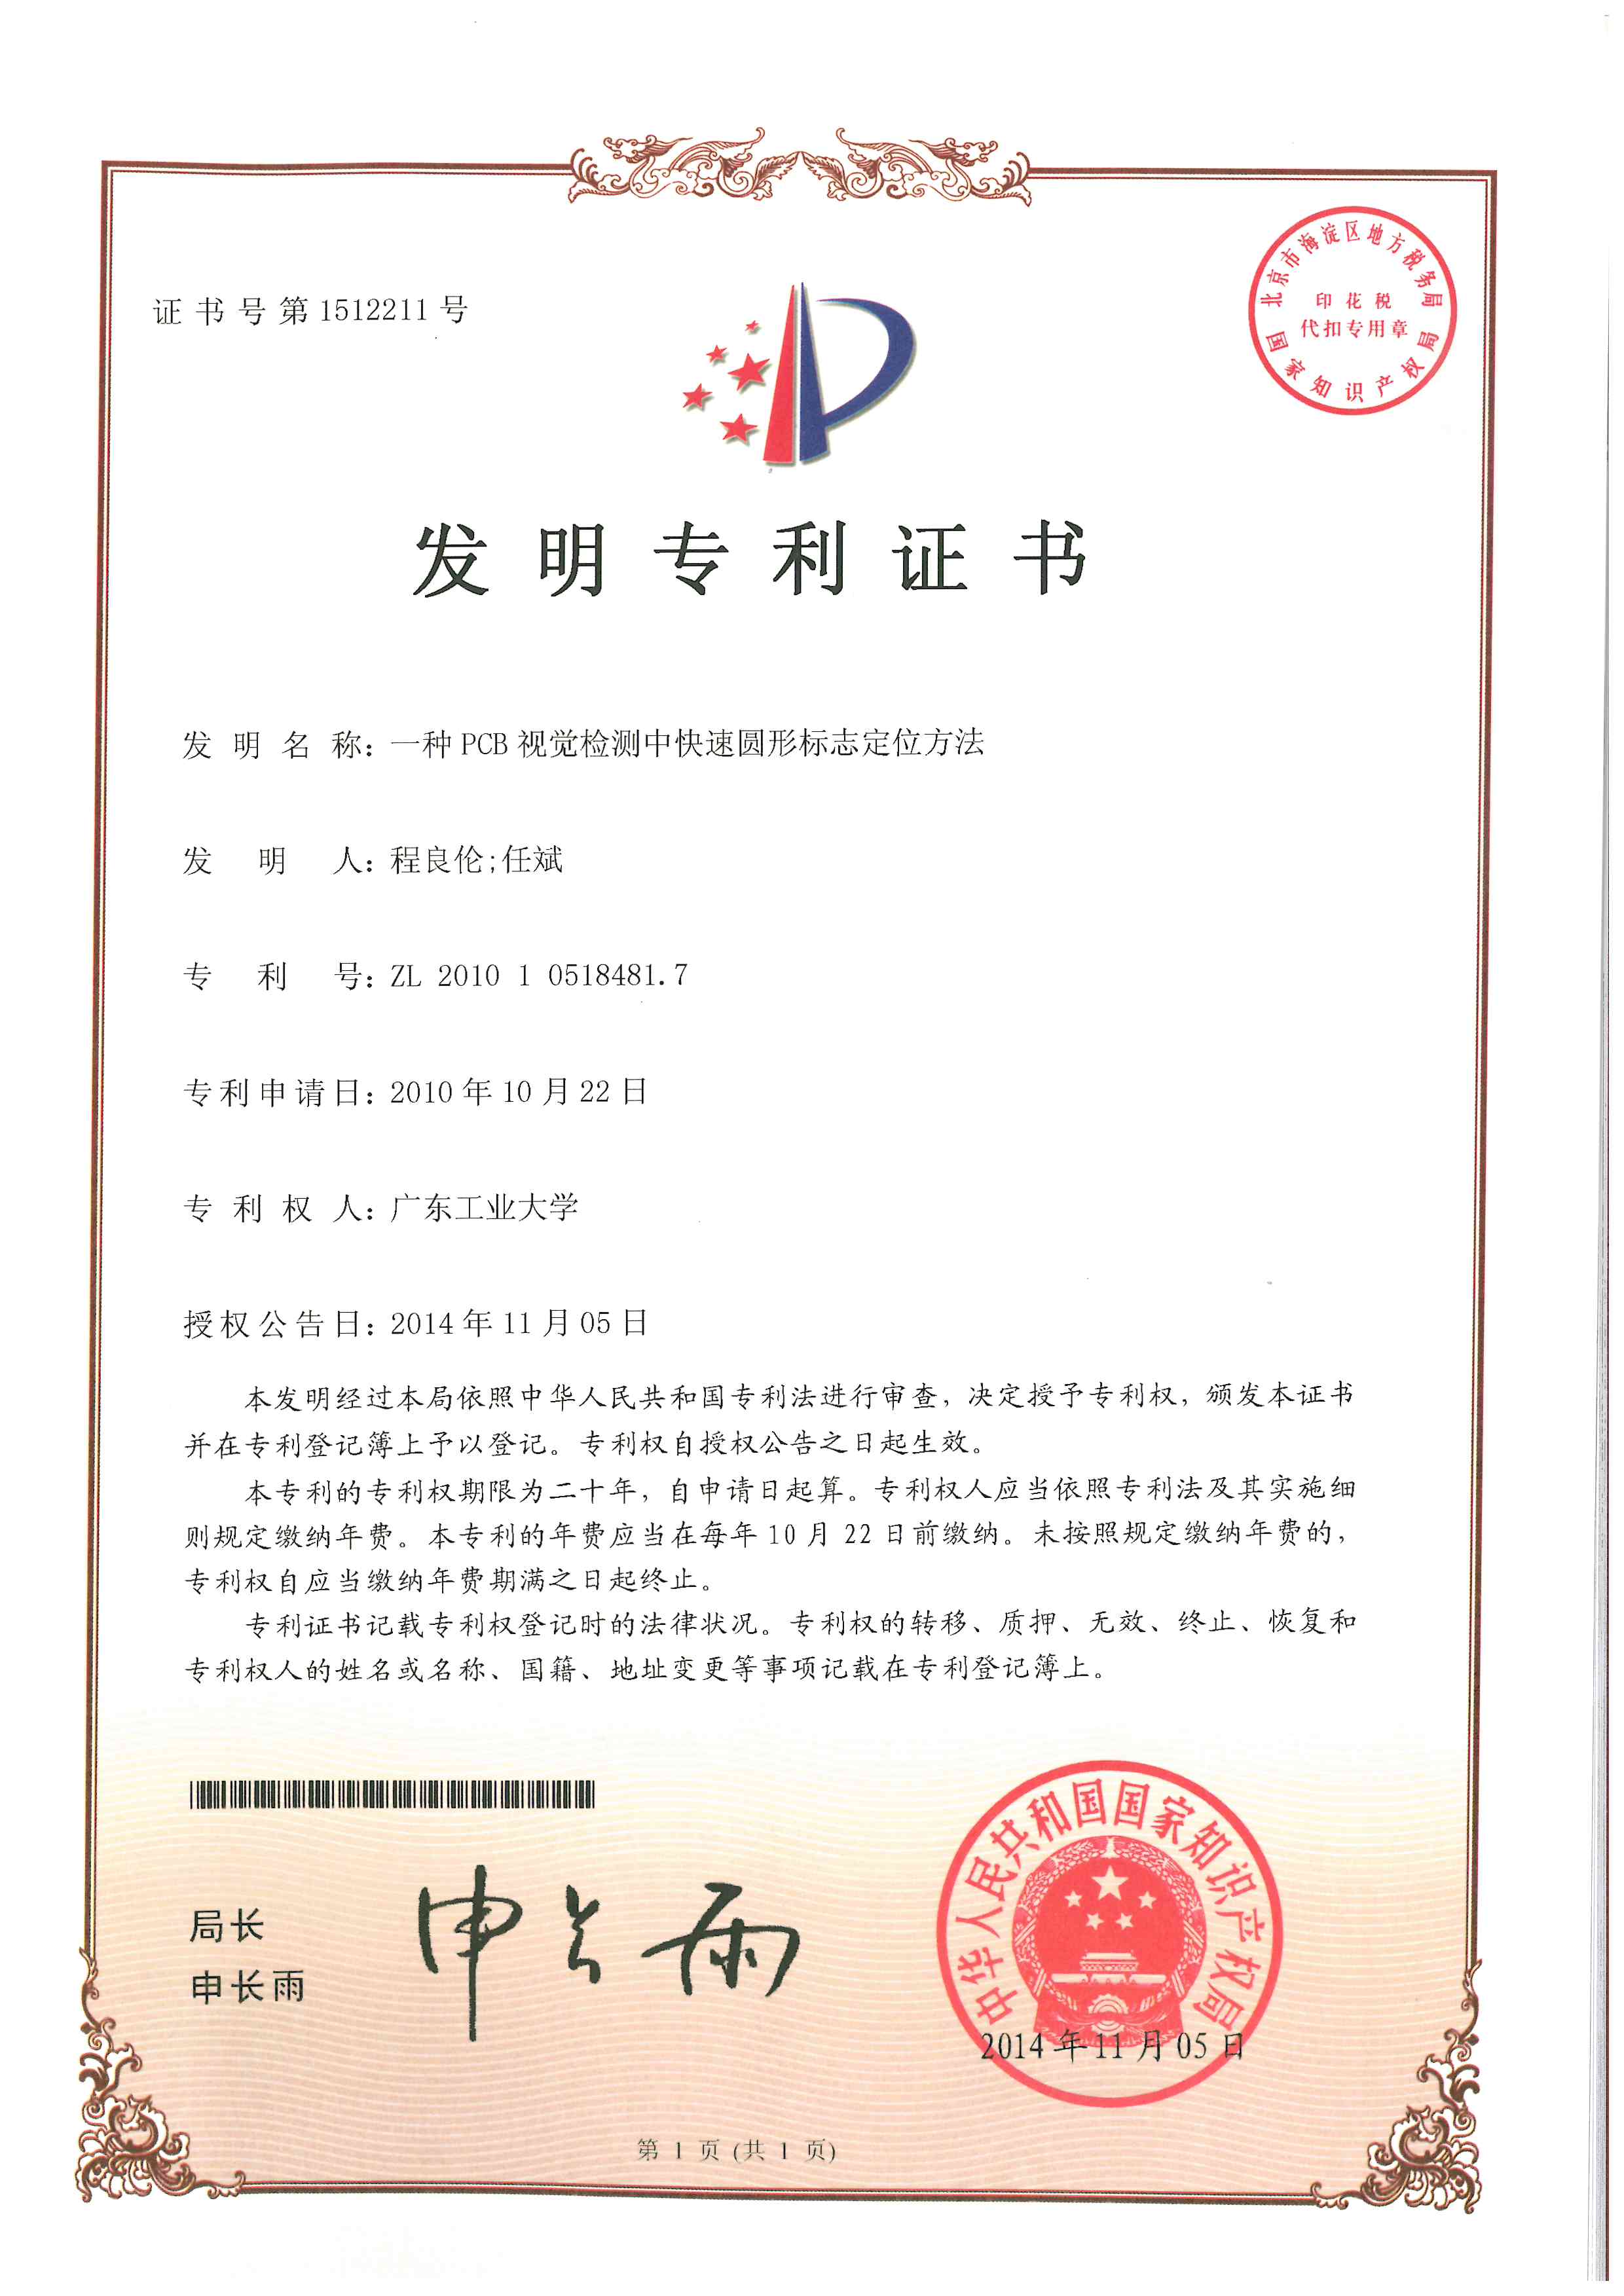 证书号第1512211号
北京市海淀区地方税务局
印花税
代扣专用章
国家知识产权局
发明专利证书
发明名称：一种PCB视觉检测中快速圆形标志定位方法
发明人：程良伦;任斌
专利号：ZL 2010 1 0518481.7
专利申请日：2010年10月22日
专利权人：广东工业大学
授权公告日：2014年11月05日
本发明经过本局依照中华人民共和国专利法进行审查，决定授予专利权，颁发本证书
并在专利登记簿上予以登记。专利权自授权公告之日起生效。
本专利的专利权期限为二十年，自申请日起算。专利权人应当依照专利法及其实施细
则规定缴纳年费。本专利的年费应当在每年10月22日前缴纳。未按照规定缴纳年费的，
专利权自应当缴纳年费期满之日起终止。
专利证书记载专利权登记时的法律状况。专利权的转移、质押、无效、终止、恢复和
专利权人的姓名或名称、国籍、地址变更等事项记载在专利登记簿上。
局长
申长雨
申长雨
中华人民共和国国家知识产权局
2014年11月05日
第1页(共1页)